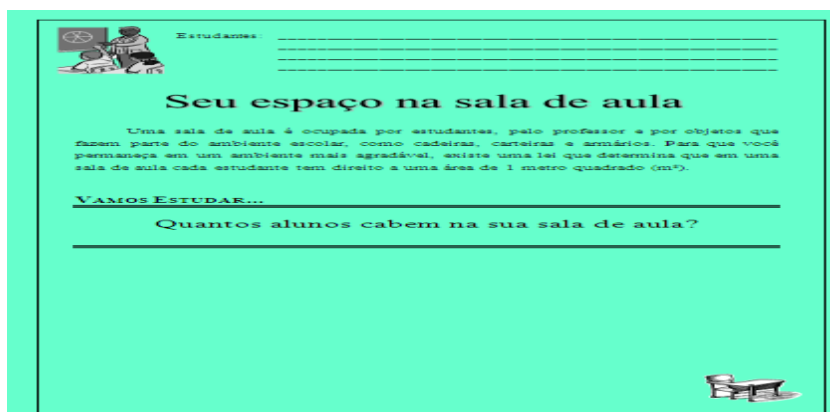 Estudantes: ____________________
Seu espaço na sala de aula
Uma sala de aula é ocupada por estudantes, pelo professor e por objetos que
fazem parte do ambiente escolar, como cadeiras, carteiras e armários. Para que você
permaneça em um ambiente mais agradável, existe uma lei que determina que em uma
sala de aula cada estudante tem direito a uma área de 1 metro quadrado (m²).
VAMOS ESTUDAR...
Quantos alunos cabem na sua sala de aula?